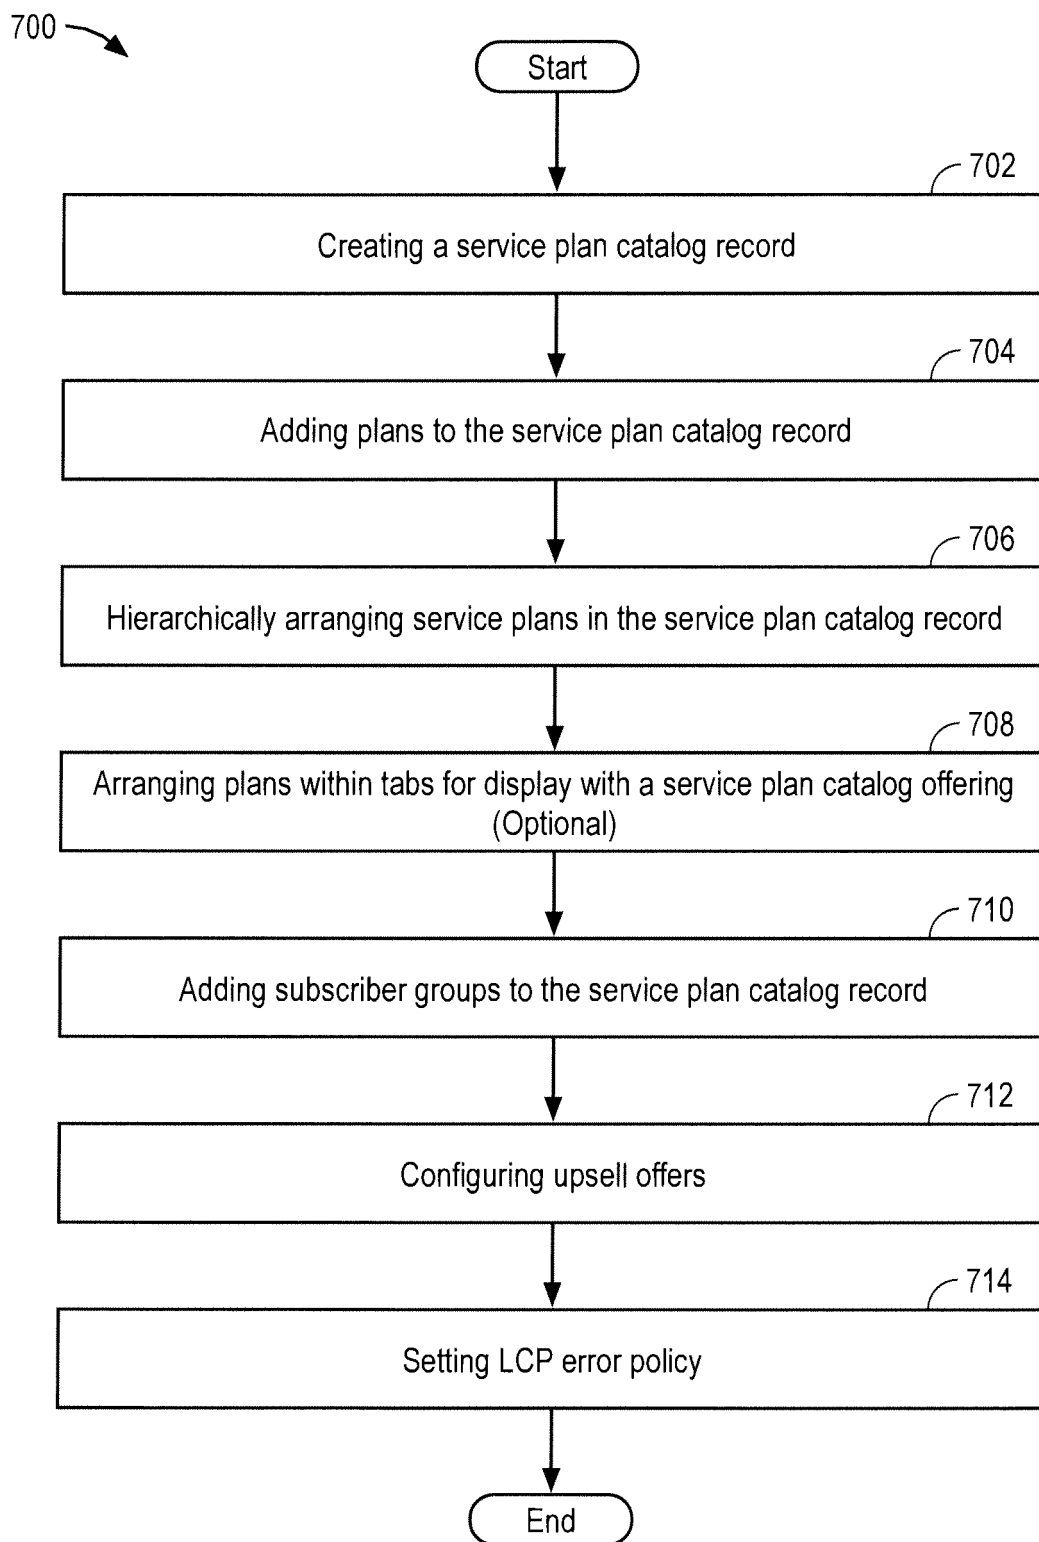 700
Start
702
Creating a service plan catalog record
704
Adding plans to the service plan catalog record
706
Hierarchically arranging service plans in the service plan catalog record
708
Arranging plans within tabs for display with a service plan catalog offering
(Optional)
710
Adding subscriber groups to the service plan catalog record
712
Configuring upsell offers
714
Setting LCP error policy
End